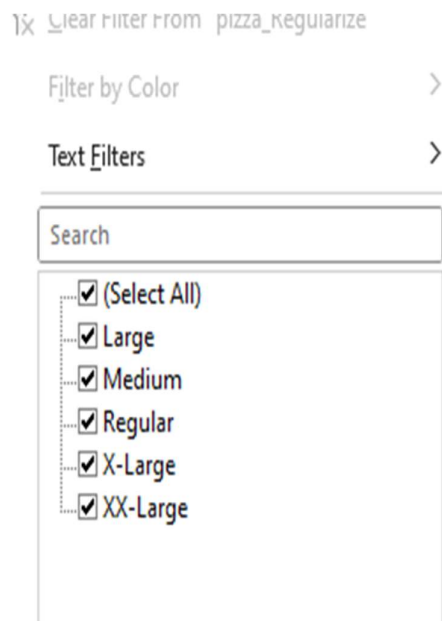 Clear Filter From pizza_Regularize
Filter by Color
Text Filters
Search
(Select All)
Large
Medium
Regular
X-Large
XX-Large